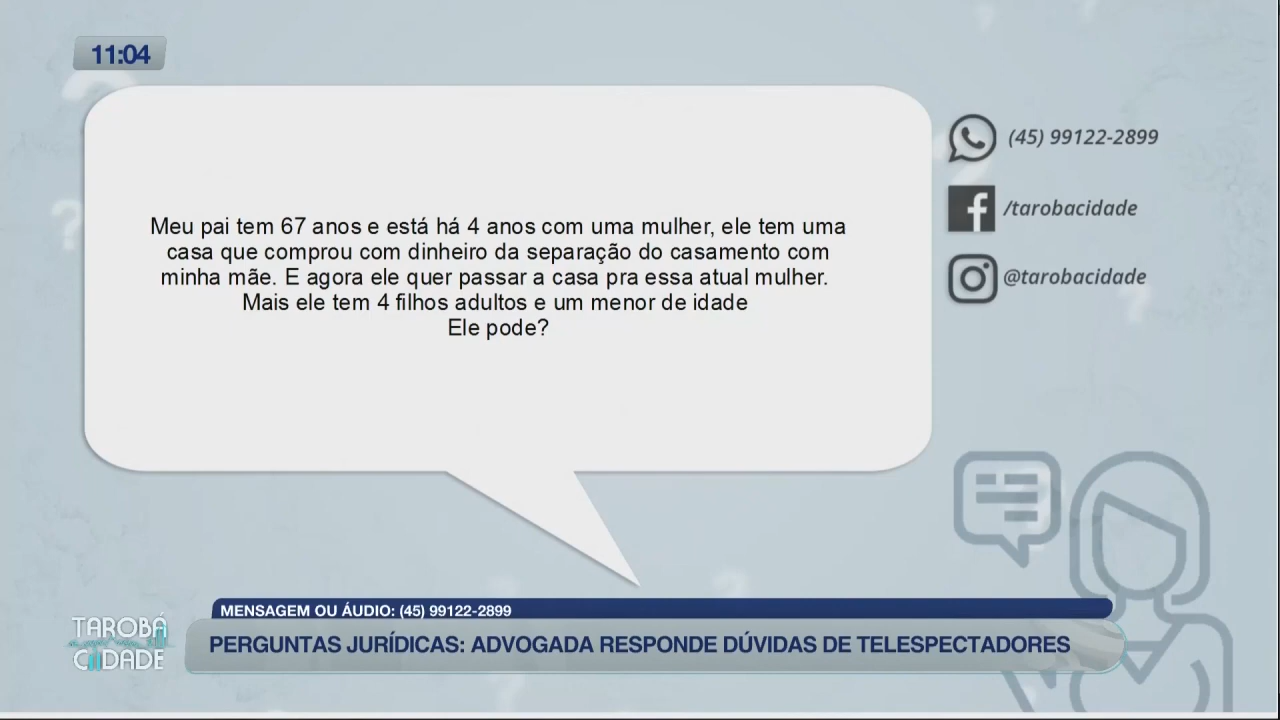 11:04
Meu pai tem 67 anos e está há 4 anos com uma mulher, ele tem uma
casa que comprou com dinheiro da separação do casamento com
minha mãe. E agora ele quer passar a casa pra essa atual mulher.
Mais ele tem 4 filhos adultos e um menor de idade
Ele pode?
(45) 99122-2899
/tarobacidade
@tarobacidade
MENSAGEM OU ÁUDIO: (45) 99122-2899
PERGUNTAS JURÍDICAS: ADVOGADA RESPONDE DÚVIDAS DE TELESPECTADORES
TAROBÁ
CIDADE